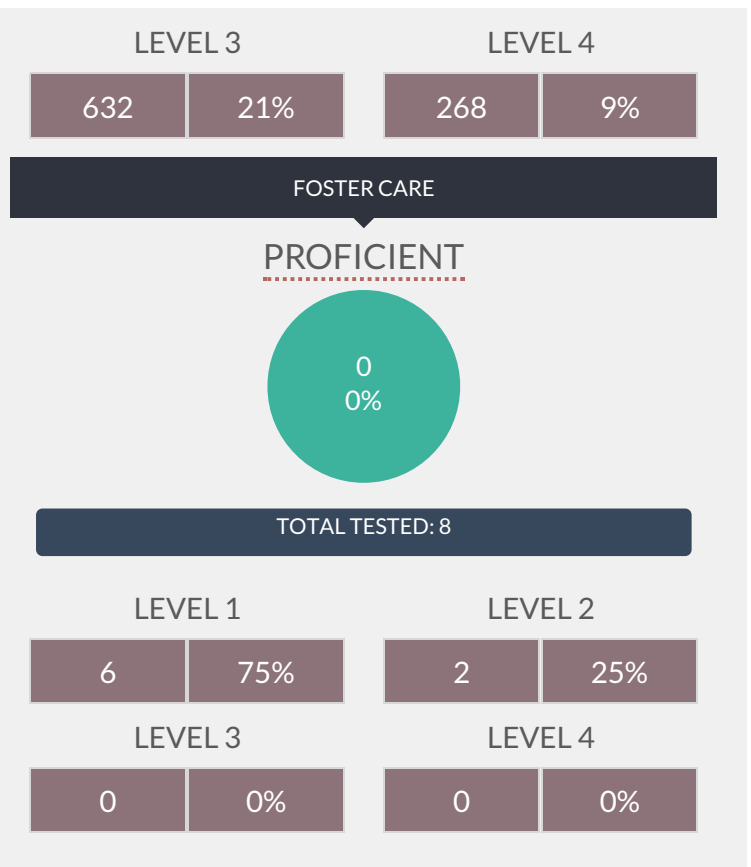 LEVEL 3 LEVEL 4
632 21% 268 9%
FOSTER CARE
PROFICIENT
0
0%
TOTAL TESTED: 8
LEVEL 1 LEVEL 2
6 75% 2 25%
LEVEL 3 LEVEL 4
0 0% 0 0%